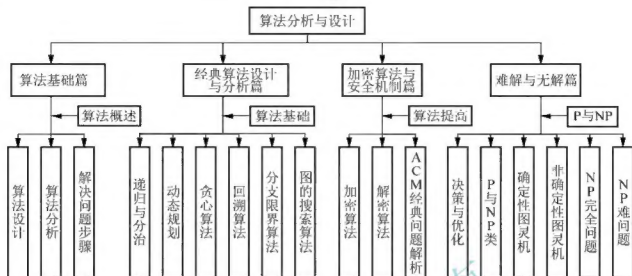 算法分析与设计
算法基础篇
经典算法设计
与分析篇
加密算法与
安全机制篇
难解与无解篇
算法概述
算法基础
算法提高
P与NP
算法设计
算法分析
解决问题步骤
递归与分治
动态规划
贪心算法
回溯算法
分支限界算法
图的搜索算法
加密算法
解密算法
ACM经典问题解析
决策与优化
P与NP类
确定性图灵机
非确定性图灵机
NP完全问题
NP难问题